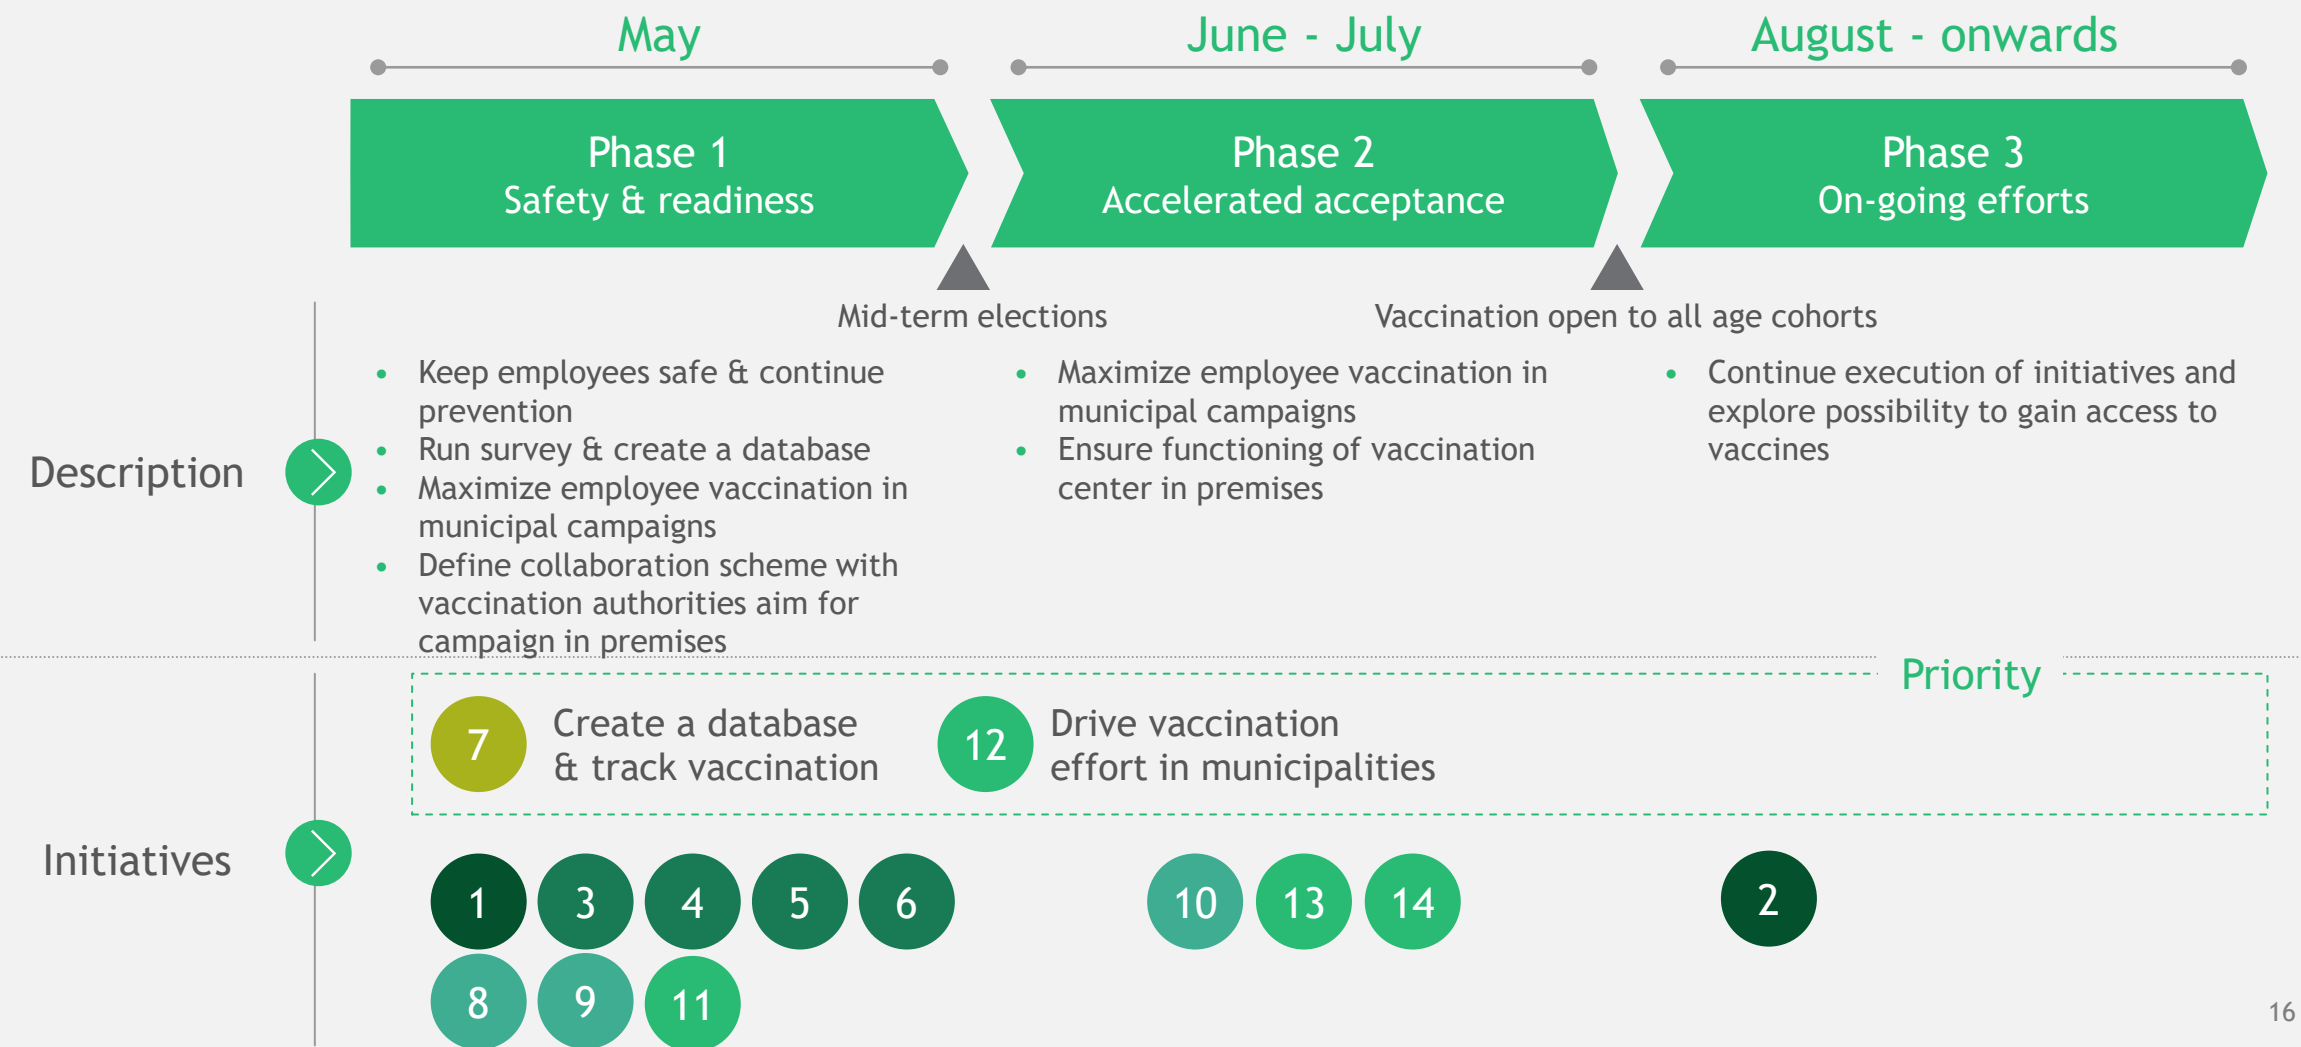 May
June - July
August - onwards
Phase 1
Safety & readiness
Phase 2
Accelerated acceptance
Phase 3
On-going efforts
Mid-term elections
Vaccination open to all age cohorts
Description
• Keep employees safe & continue
prevention
• Run survey & create a database
• Maximize employee vaccination in
municipal campaigns
• Define collaboration scheme with
vaccination authorities aim for
campaign in premises
• Maximize employee vaccination in
municipal campaigns
• Ensure functioning of vaccination
center in premises
• Continue execution of initiatives and
explore possibility to gain access to
vaccines
Priority
Initiatives
7
Create a database
& track vaccination
12
Drive vaccination
effort in municipalities
1
3
4
5
6
10
13
14
2
8
9
11
16